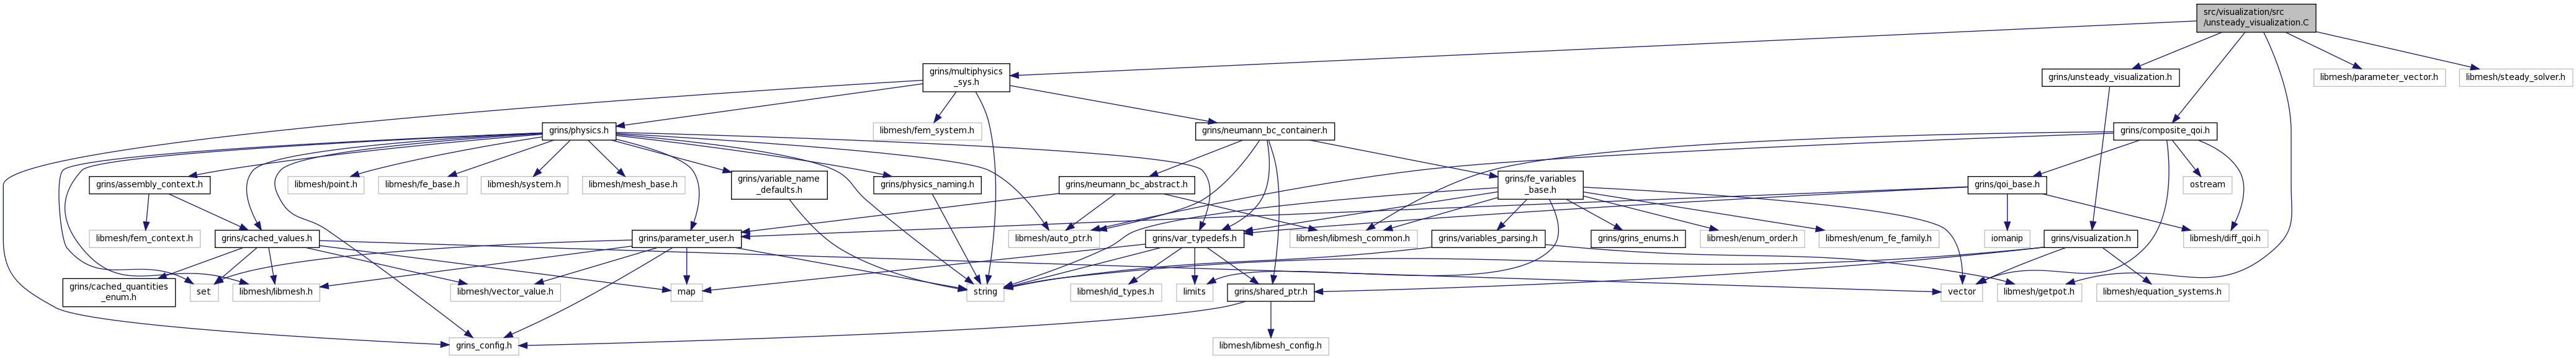 src/visualization/src
/unsteady_visualization.C
grins/multiphysics
_sys.h
grins/unsteady_visualization.h
libmesh/parameter_vector.h
libmesh/steady_solver.h
grins/physics.h
libmesh/fem_system.h
grins/neumann_bc_container.h
grins/composite_qoi.h
grins/assembly_context.h
libmesh/point.h
libmesh/fe_base.h
libmesh/system.h
libmesh/mesh_base.h
grins/variable_name
_defaults.h
grins/physics_naming.h
grins/neumann_bc_abstract.h
grins/fe_variables
_base.h
grins/qoi_base.h
ostream
libmesh/fem_context.h
grins/cached_values.h
grins/parameter_user.h
libmesh/auto_ptr.h
grins/var_typedefs.h
libmesh/libmesh_common.h
grins/variables_parsing.h
grins/grins_enums.h
libmesh/enum_order.h
libmesh/enum_fe_family.h
iomanip
grins/visualization.h
libmesh/diff_qoi.h
grins/cached_quantities
_enum.h
set
libmesh/libmesh.h
libmesh/vector_value.h
map
string
libmesh/id_types.h
limits
grins/shared_ptr.h
vector
libmesh/getpot.h
libmesh/equation_systems.h
grins_config.h
libmesh/libmesh_config.h